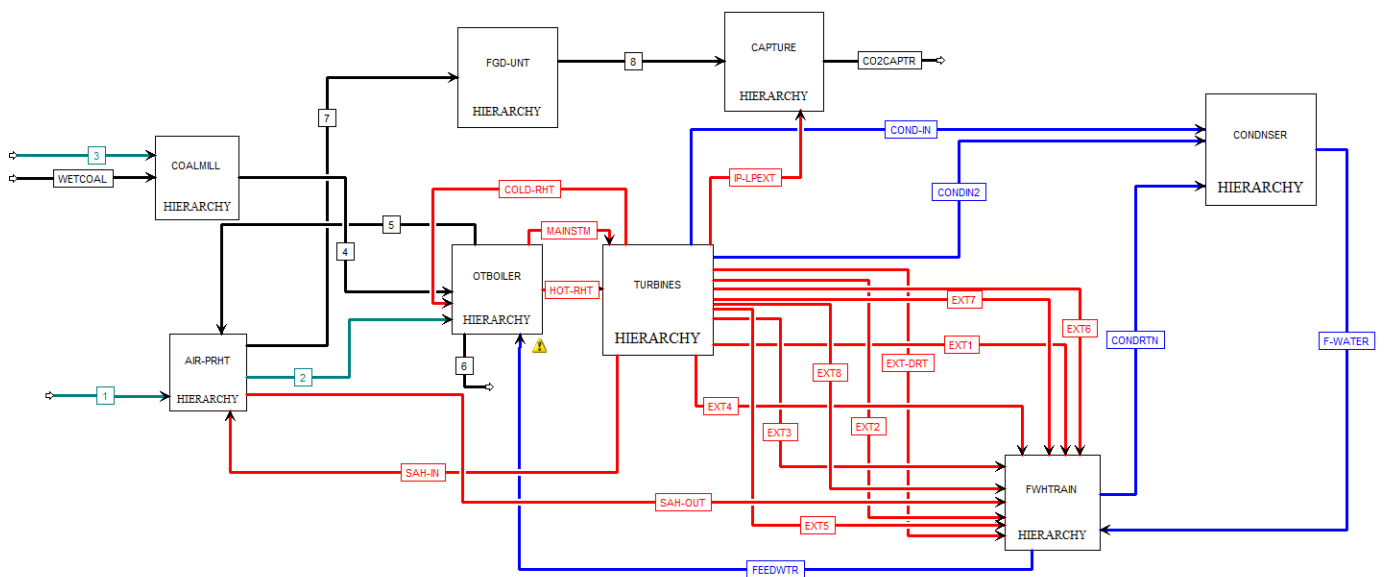 CAPTURE
HIERARCHY
FGD-UNT
HIERARCHY
8
CO2CAPTR
7
COND-IN
CONDNSER
HIERARCHY
3
WETCOAL
COALMILL
HIERARCHY
IP-LPEXT
CONDIN2
COLD-RHT
5
4
MAINSTM
OTBOILER
HIERARCHY
HOT-RHT
TURBINES
HIERARCHY
EXT7
EXT6
EXT1
EXT8
EXT-DRT
CONDRTN
F-WATER
AIR-PRHT
HIERARCHY
2
1
6
EXT4
EXT3
EXT2
SAH-IN
SAH-OUT
EXT5
FWHTRAIN
HIERARCHY
FEEDWTR